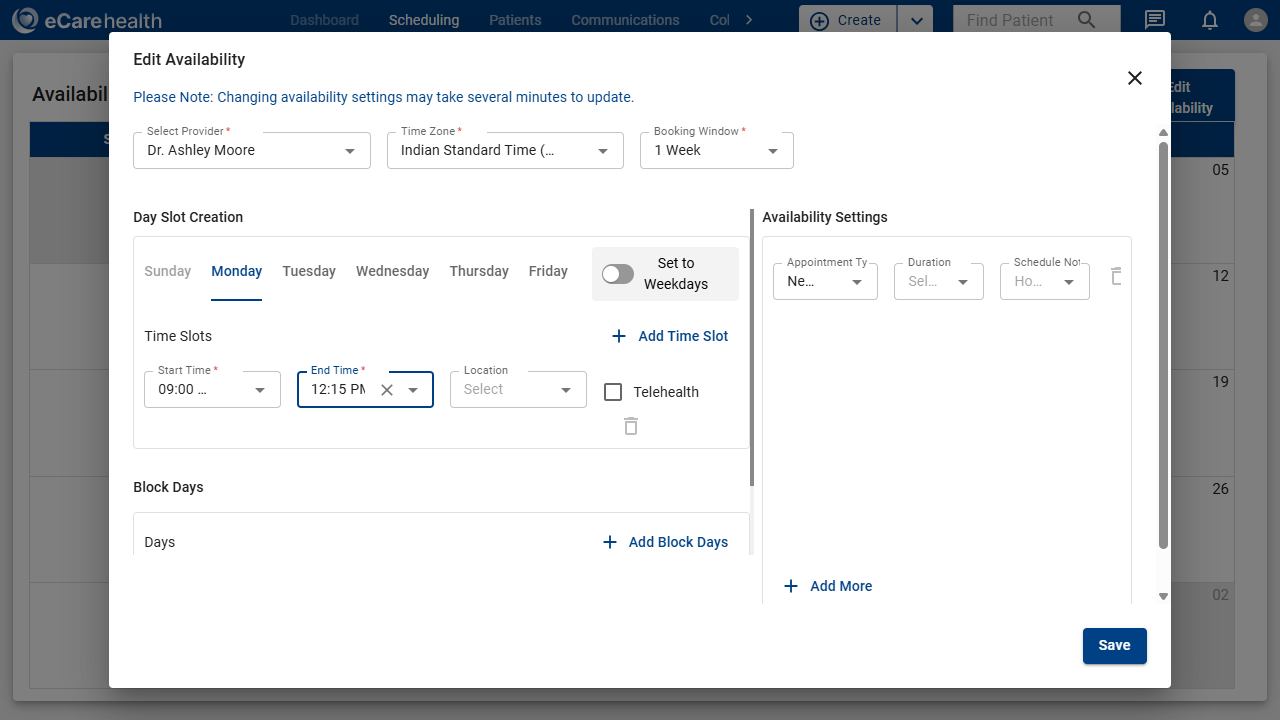 eCarehealth
Dashboard Scheduling Patients Communications Col
Create
Find Patient
Edit Availability
Please Note: Changing availability settings may take several minutes to update.
Availabil
Edit
lability
S
Select Provider *
Dr. Ashley Moore
Time Zone *
Indian Standard Time (...
Booking Window *
1 Week
05
12
19
26
02
Day Slot Creation
Sunday Monday Tuesday Wednesday Thursday Friday
Set to
Weekdays
Time Slots
Add Time Slot
Start Time *
09:00 ...
End Time *
12:15 PM
Location
Select
Telehealth
Block Days
Days
Add Block Days
Availability Settings
Appointment Ty
Ne...
Duration
Sel...
Schedule Not
Ho...
Add More
Save